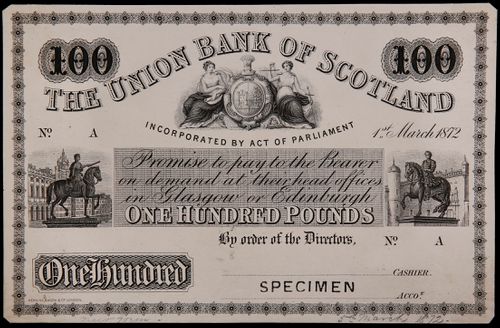 100 100
THE UNION BANK OF SCOTLAND
INCORPORATED BY ACT OF PARLIAMENT
No A 1st March 1872
Promise to pay to the Bearer
on demand at their head offices
in Glasgow or Edinburgh
ONE HUNDRED POUNDS
By order of the Directors, No A
One Hundred
CASHIER.
SPECIMEN
ACCOT